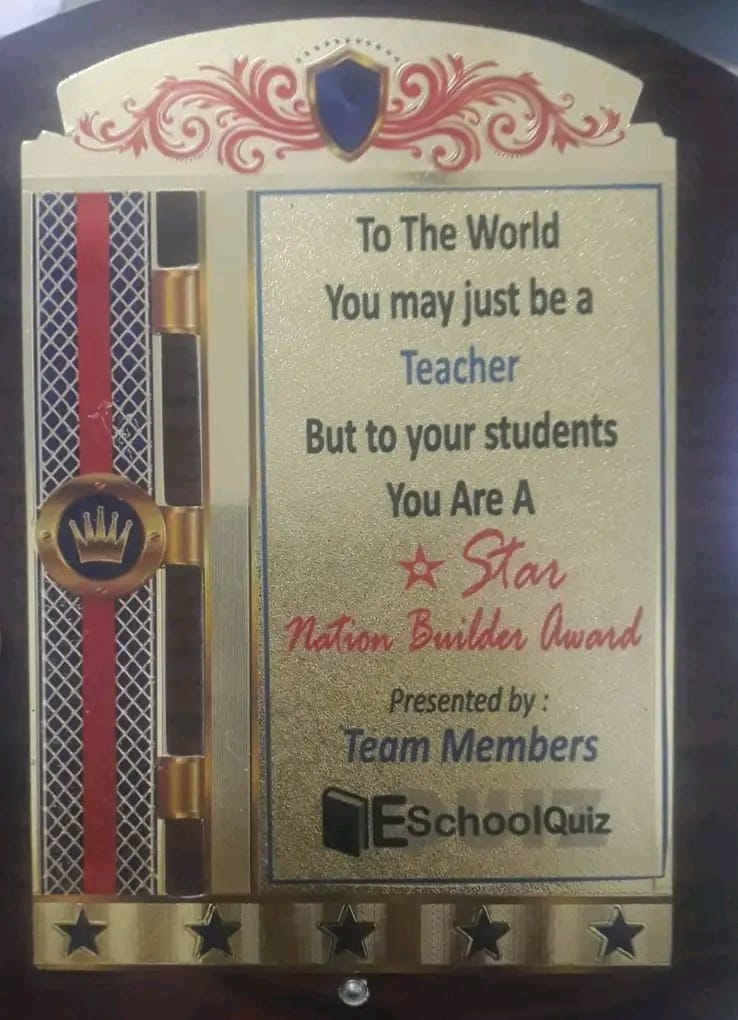 To The World
You may just be a
Teacher
But to your students
You Are A
Star
Nation Builder Award
Presented by :
Team Members
ESchoolQuiz